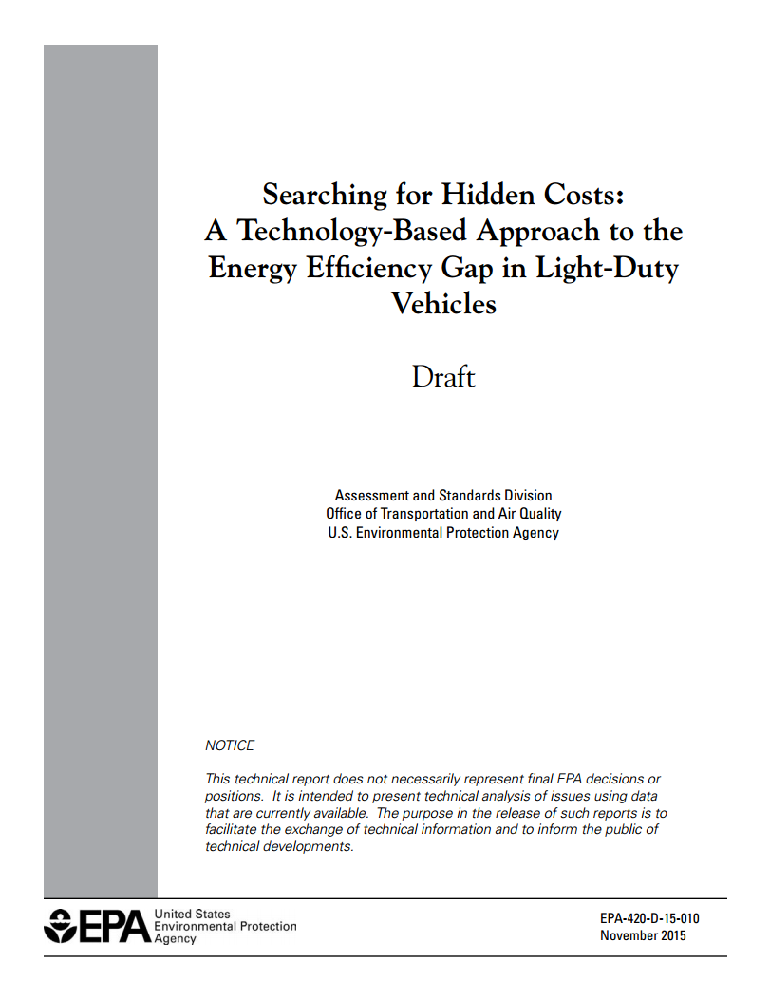 Searching for Hidden Costs:
A Technology-Based Approach to the
Energy Efficiency Gap in Light-Duty
Vehicles
Draft
Assessment and Standards Division
Office of Transportation and Air Quality
U.S. Environmental Protection Agency
NOTICE
This technical report does not necessarily represent final EPA decisions or
positions.  It is intended to present technical analysis of issues using data
that are currently available.  The purpose in the release of such reports is to
facilitate the exchange of technical information and to inform the public of
technical developments.
EPA
United States
Environmental Protection
Agency
EPA-420-D-15-010
November 2015